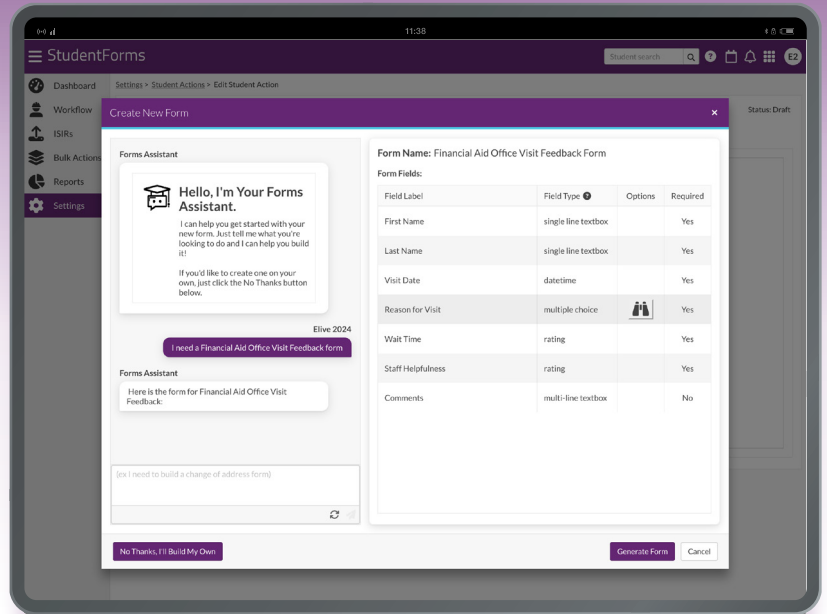 11:38
StudentForms
Student search
E2
Dashboard
Settings > Student Actions > Edit Student Action
Workflow
Create New Form
×
Status: Draft
ISIRs
Bulk Actions
Reports
Settings
Forms Assistant
Hello, I'm Your Forms
Assistant.
I can help you get started with your
new form. Just tell me what you're
looking to do and I can help you build
it!
If you'd like to create one on your
own, just click the No Thanks button
below.
Elive 2024
I need a Financial Aid Office Visit Feedback form
Forms Assistant
Here is the form for Financial Aid Office Visit
Feedback:
(ex I need to build a change of address form)
Form Name: Financial Aid Office Visit Feedback Form
Form Fields:
Field Label Field Type ? Options Required
First Name single line textbox Yes
Last Name single line textbox Yes
Visit Date datetime Yes
Reason for Visit multiple choice Yes
Wait Time rating Yes
Staff Helpfulness rating Yes
Comments multi-line textbox No
No Thanks, I'll Build My Own
Generate Form
Cancel